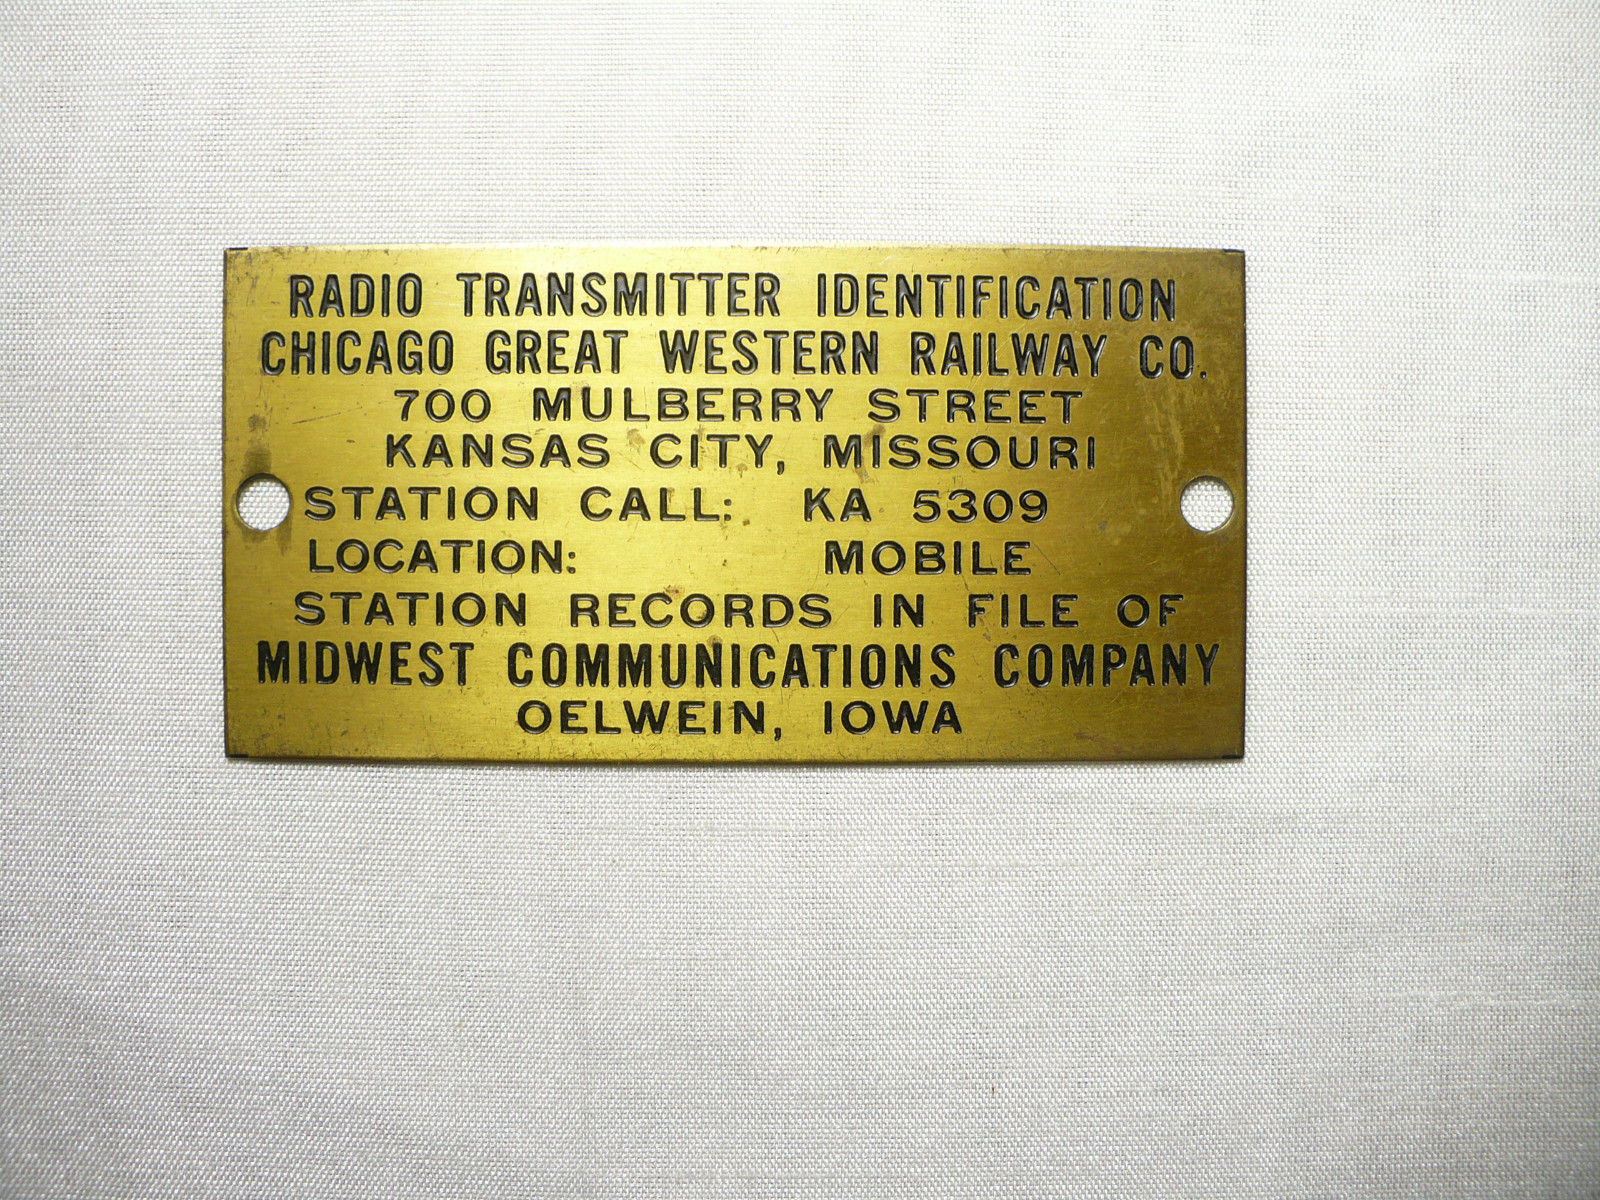 RADIO TRANSMITTER IDENTIFICATION
CHICAGO GREAT WESTERN RAILWAY CO.
700 MULBERRY STREET
KANSAS CITY, MISSOURI
STATION CALL: KA 5309
LOCATION: MOBILE
STATION RECORDS IN FILE OF
MIDWEST COMMUNICATIONS COMPANY
OELWEIN, IOWA